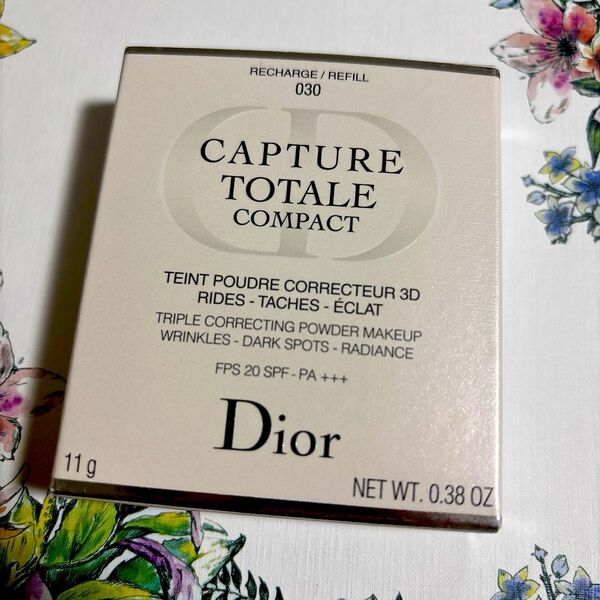 RECHARGE / REFILL
030
CAPTURE
TOTALE
COMPACT
TEINT POUDRE CORRECTEUR 3D
RIDES - TACHES - ÉCLAT
TRIPLE CORRECTING POWDER MAKEUP
WRINKLES - DARK SPOTS - RADIANCE
FPS 20 SPF - PA +++
Dior
11 g
NET WT. 0.38 OZ